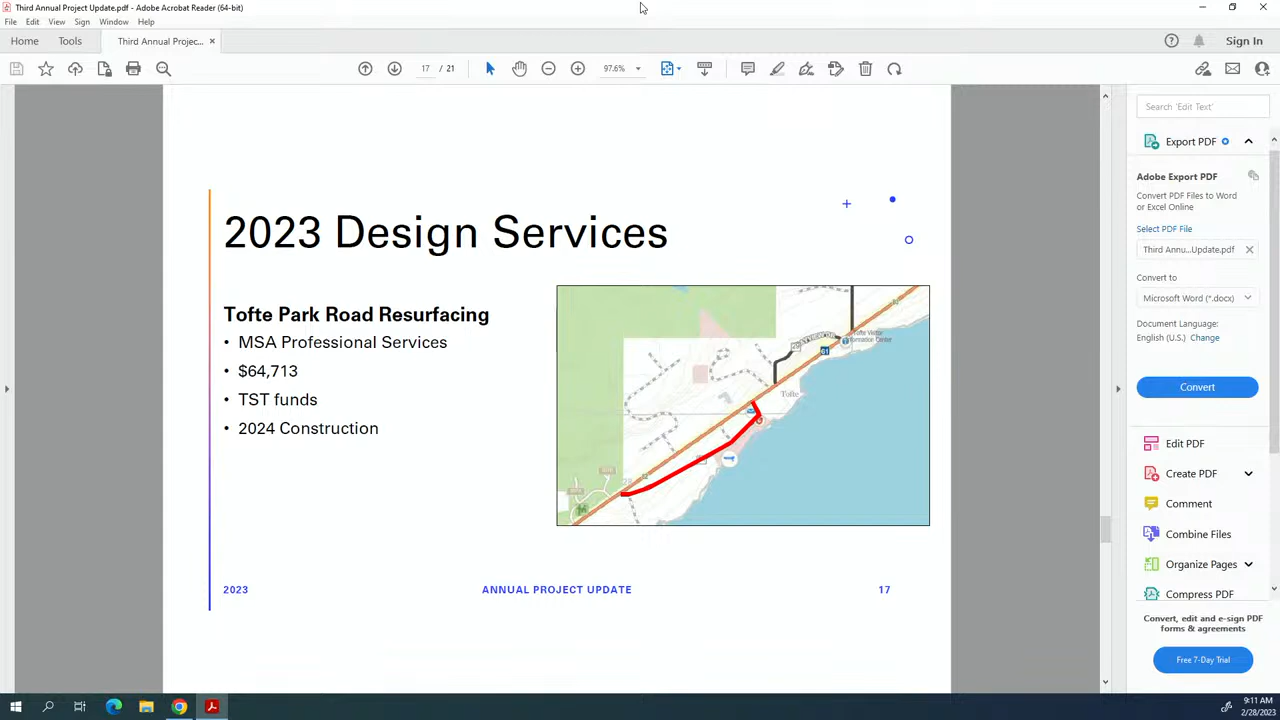 Third Annual Project Update.pdf - Adobe Acrobat Reader (64-bit)
File Edit View Sign Window Help
Home Tools Third Annual Projec... × Sign In
17 / 21 97.6%
2023 Design Services
Tofte Park Road Resurfacing
• MSA Professional Services
• $64,713
• TST funds
• 2024 Construction
61
Tofte
2023 ANNUAL PROJECT UPDATE 17
Search 'Edit Text'
Export PDF
Adobe Export PDF
Convert PDF Files to Word
or Excel Online
Select PDF File
Third Annu...Update.pdf
Convert to
Microsoft Word (*.docx)
Document Language:
English (U.S.) Change
Convert
Edit PDF
Create PDF
Comment
Combine Files
Organize Pages
Compress PDF
Convert, edit and e-sign PDF
forms & agreements
Free 7-Day Trial
9:11 AM
2/28/2023